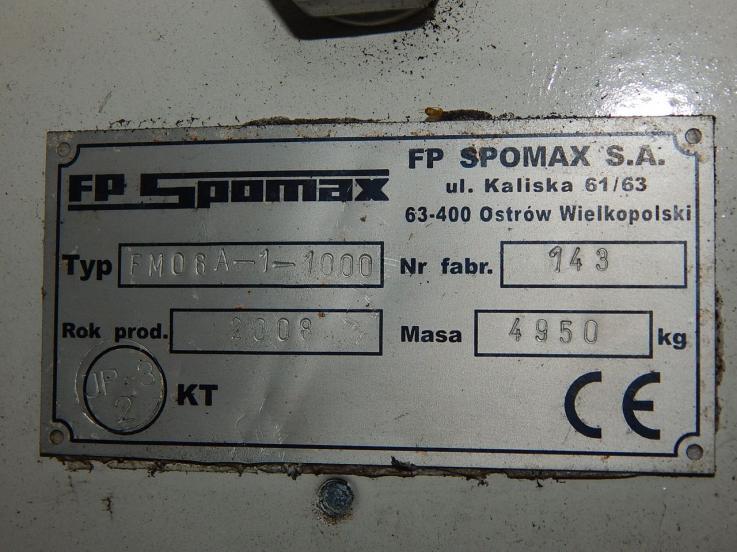 FP Spomax
FP SPOMAX S.A.
ul. Kaliska 61/63
63-400 Ostrów Wielkopolski
Typ FM08A-1-1000 Nr fabr. 143
Rok prod. 2008 Masa 4950 kg
KT
CE